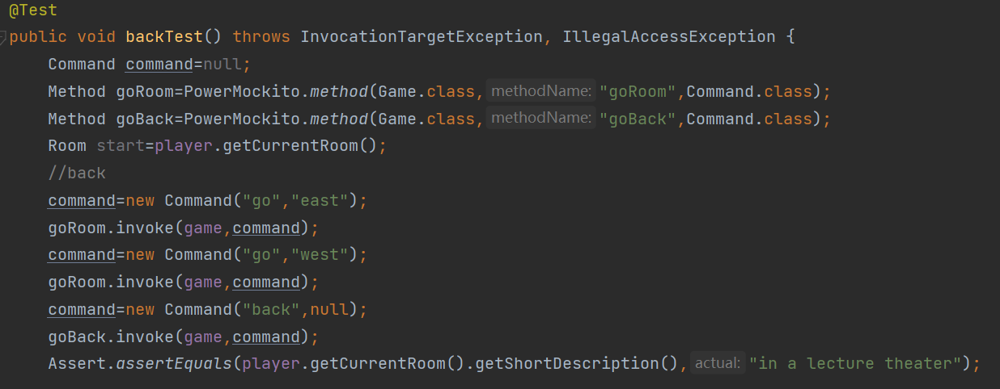 @Test
public void backTest() throws InvocationTargetException, IllegalAccessException {
    Command command=null;
    Method goRoom=PowerMockito.method(Game.class, methodName: "goRoom",Command.class);
    Method goBack=PowerMockito.method(Game.class, methodName: "goBack",Command.class);
    Room start=player.getCurrentRoom();
    //back
    command=new Command("go","east");
    goRoom.invoke(game,command);
    command=new Command("go","west");
    goRoom.invoke(game,command);
    command=new Command("back",null);
    goBack.invoke(game,command);
    Assert.assertEquals(player.getCurrentRoom().getShortDescription(), actual: "in a lecture theater");